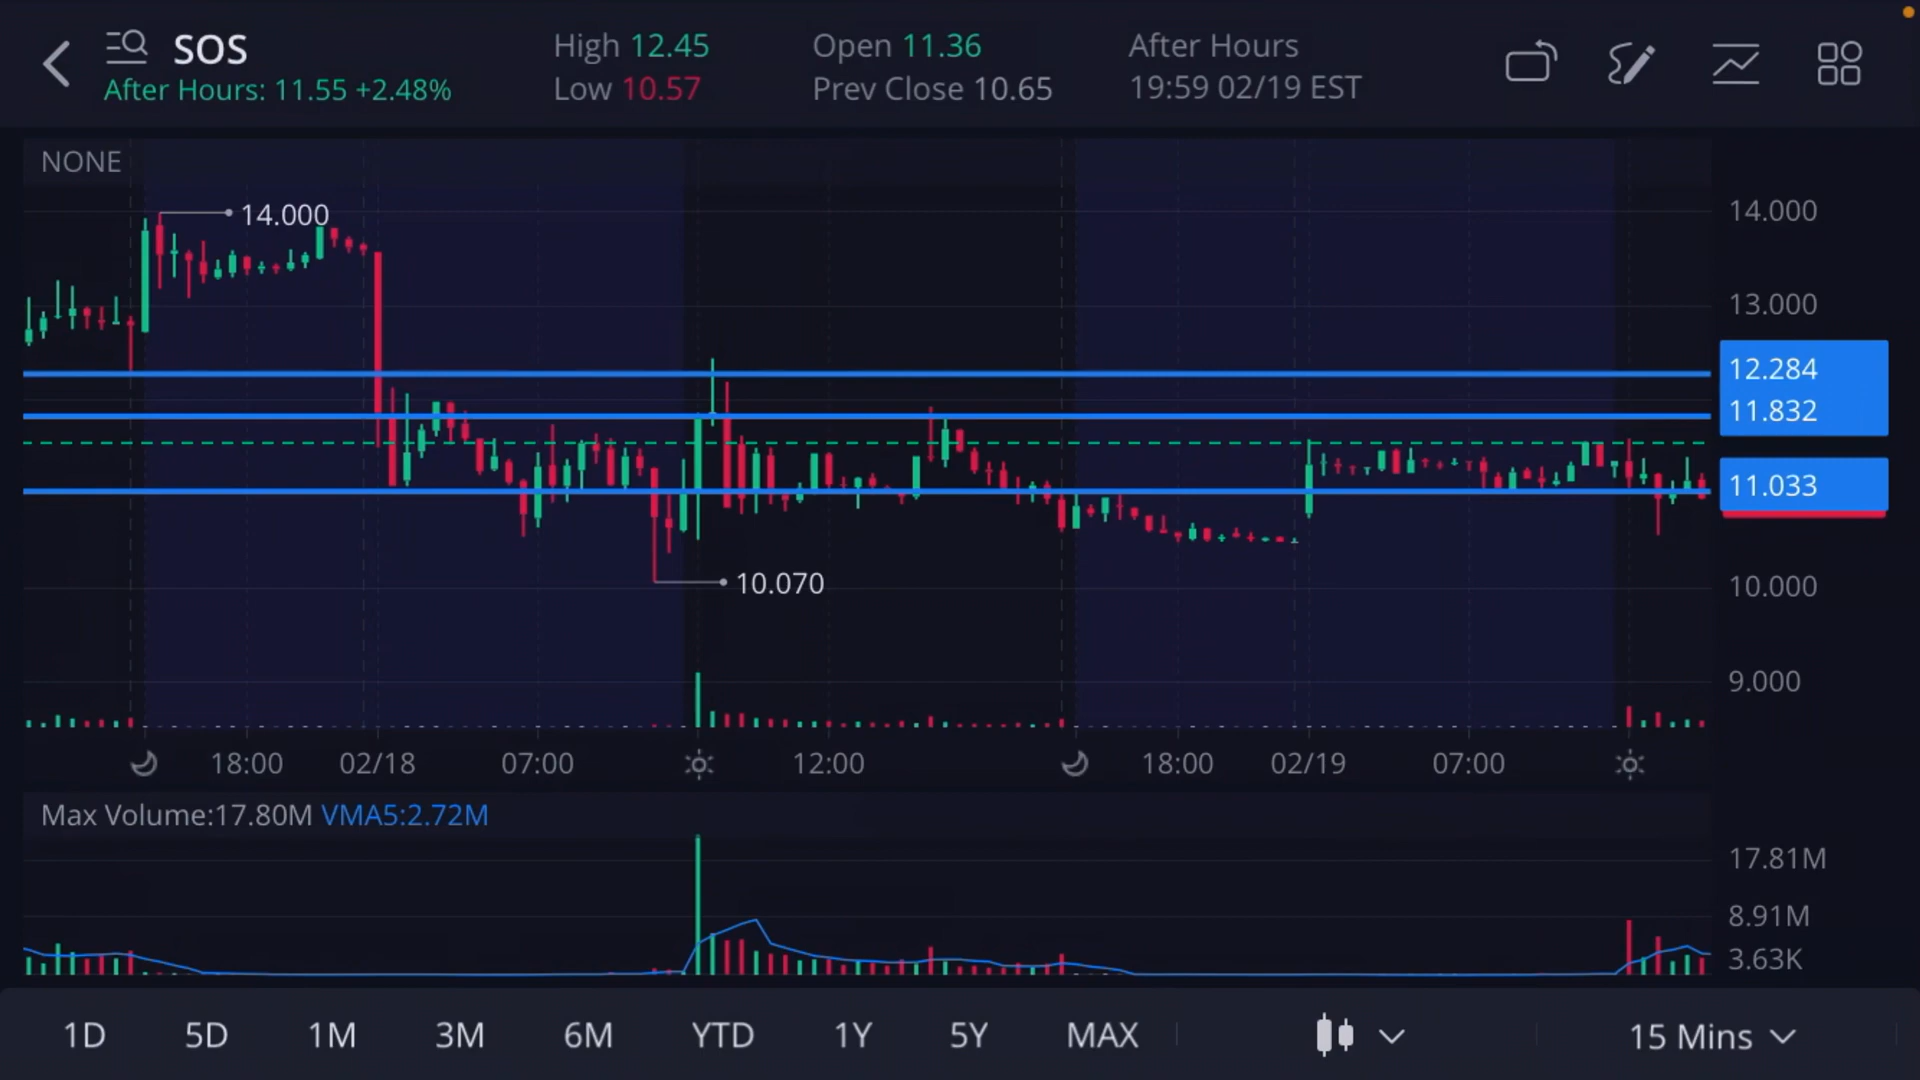 SOS
After Hours: 11.55 +2.48%
High 12.45
Low 10.57
Open 11.36
Prev Close 10.65
After Hours
19:59 02/19 EST
NONE
14.000
10.070
14.000
13.000
12.284
11.832
11.033
10.000
9.000
18:00 02/18 07:00 12:00 18:00 02/19 07:00
Max Volume:17.80M VMA5:2.72M
17.81M
8.91M
3.63K
1D 5D 1M 3M 6M YTD 1Y 5Y MAX 15 Mins